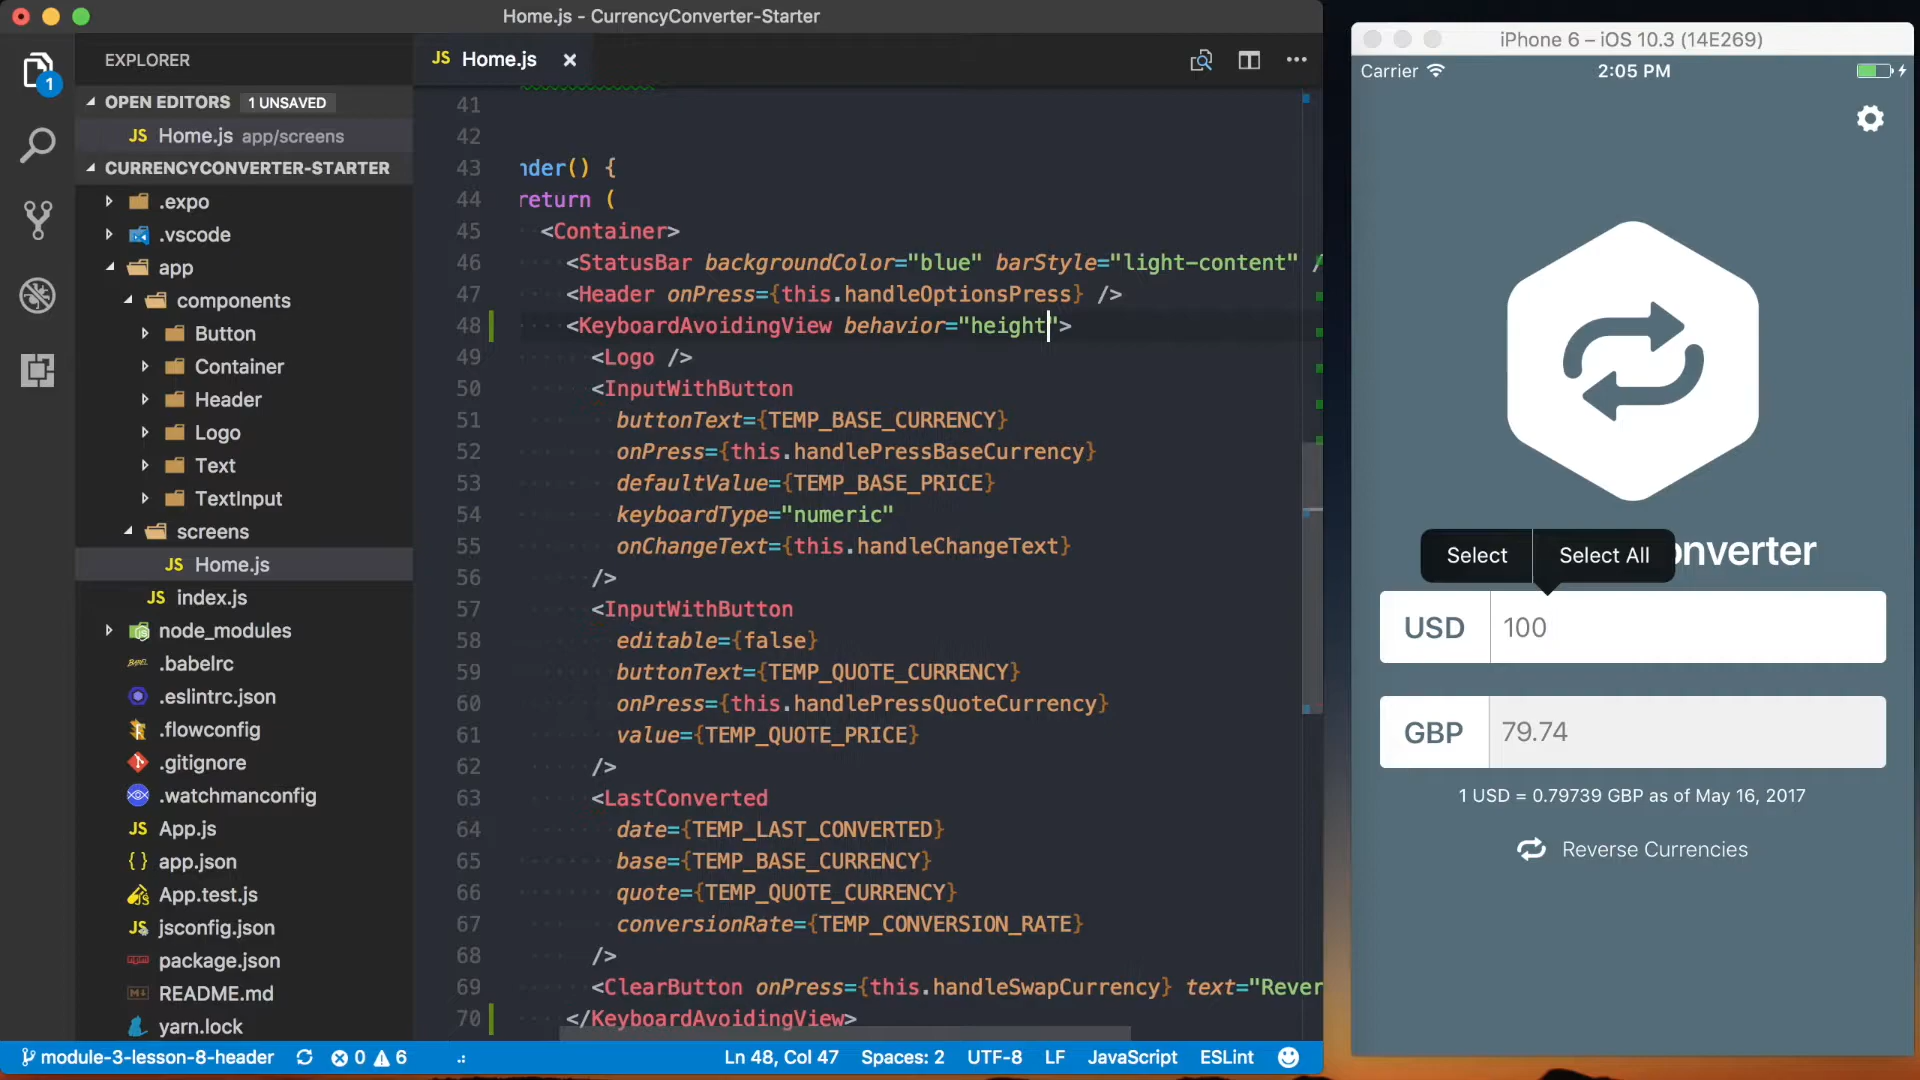 Home.js - CurrencyConverter-Starter
EXPLORER
1
OPEN EDITORS 1 UNSAVED
JS Home.js app/screens
CURRENCYCONVERTER-STARTER
.expo
.vscode
app
components
Button
Container
Header
Logo
Text
TextInput
screens
JS Home.js
JS index.js
node_modules
.babelrc
.eslintrc.json
.flowconfig
.gitignore
.watchmanconfig
JS App.js
{ } app.json
App.test.js
JS jsconfig.json
package.json
README.md
yarn.lock
JS Home.js ×
41
42
43 nder() {
44 return (
45 <Container>
46 <StatusBar backgroundColor="blue" barStyle="light-content" /
47 <Header onPress={this.handleOptionsPress} />
48 <KeyboardAvoidingView behavior="height">
49 <Logo />
50 <InputWithButton
51 buttonText={TEMP_BASE_CURRENCY}
52 onPress={this.handlePressBaseCurrency}
53 defaultValue={TEMP_BASE_PRICE}
54 keyboardType="numeric"
55 onChangeText={this.handleChangeText}
56 />
57 <InputWithButton
58 editable={false}
59 buttonText={TEMP_QUOTE_CURRENCY}
60 onPress={this.handlePressQuoteCurrency}
61 value={TEMP_QUOTE_PRICE}
62 />
63 <LastConverted
64 date={TEMP_LAST_CONVERTED}
65 base={TEMP_BASE_CURRENCY}
66 quote={TEMP_QUOTE_CURRENCY}
67 conversionRate={TEMP_CONVERSION_RATE}
68 />
69 <ClearButton onPress={this.handleSwapCurrency} text="Rever
70 </KeyboardAvoidingView>
module-3-lesson-8-header 0 6
Ln 48, Col 47 Spaces: 2 UTF-8 LF JavaScript ESLint
iPhone 6 – iOS 10.3 (14E269)
Carrier 2:05 PM
Select Select All onverter
USD 100
GBP 79.74
1 USD = 0.79739 GBP as of May 16, 2017
Reverse Currencies